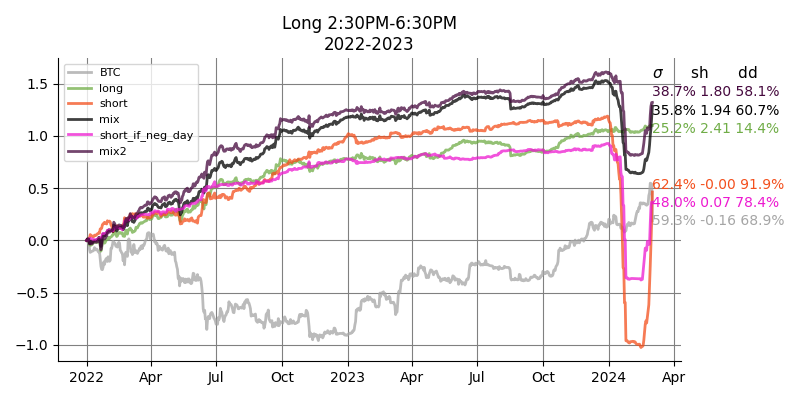 Long 2:30PM-6:30PM
2022-2023
σ sh dd
38.7% 1.80 58.1%
35.8% 1.94 60.7%
25.2% 2.41 14.4%
62.4% -0.00 91.9%
48.0% 0.07 78.4%
59.3% -0.16 68.9%
BTC
long
short
mix
short_if_neg_day
mix2
1.5
1.0
0.5
0.0
−0.5
−1.0
2022 Apr Jul Oct 2023 Apr Jul Oct 2024 Apr